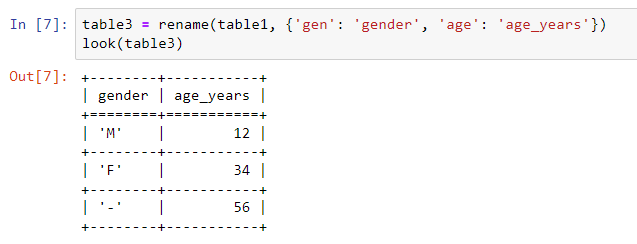 In [7]: table3 = rename(table1, {'gen': 'gender', 'age': 'age_years'})
look(table3)
Out[7]: +--------+-----------+
| gender | age_years |
+========+===========+
| 'M'    |        12 |
+--------+-----------+
| 'F'    |        34 |
+--------+-----------+
| '-'    |        56 |
+--------+-----------+